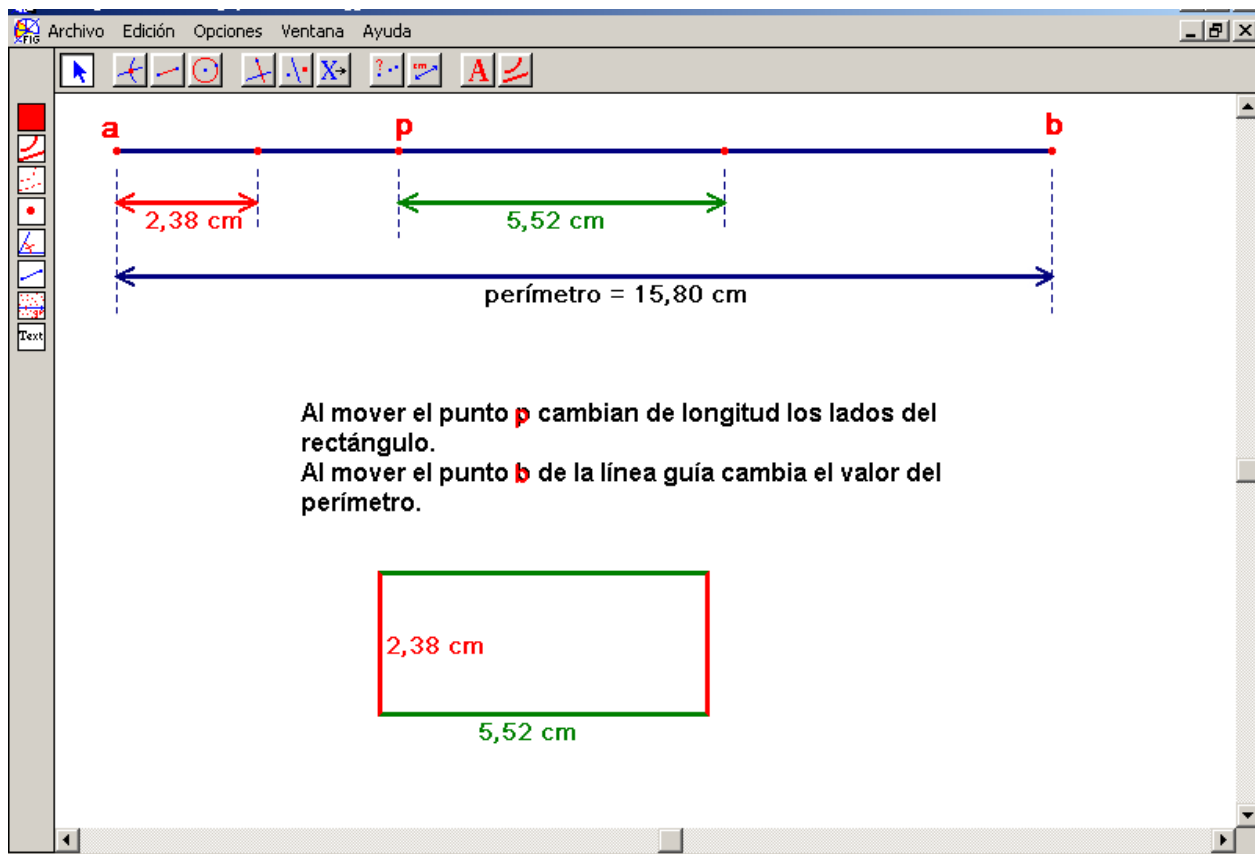 Archivo Edición Opciones Ventana Ayuda
? cm A
X
Text
a p b
2,38 cm 5,52 cm
perímetro = 15,80 cm
Al mover el punto p cambian de longitud los lados del
rectángulo.
Al mover el punto b de la línea guía cambia el valor del
perímetro.
2,38 cm
5,52 cm